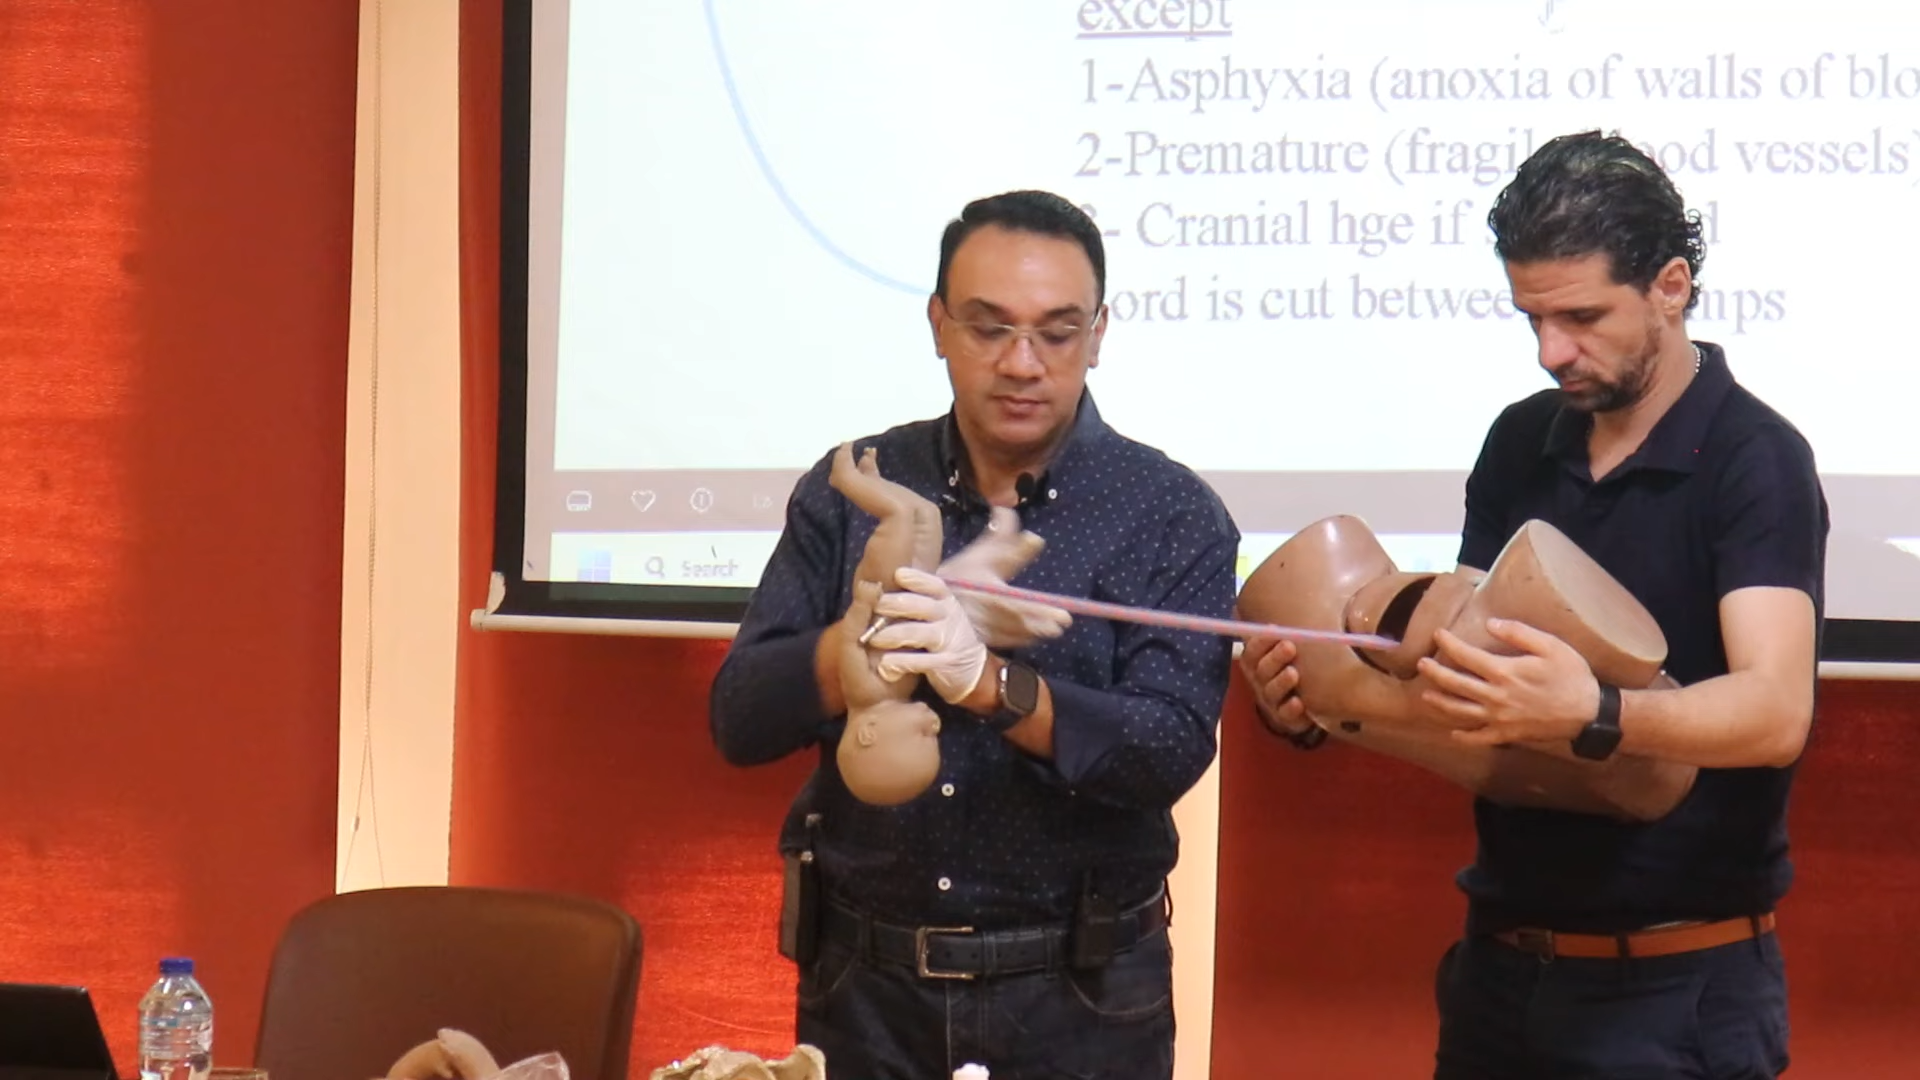 except
1-Asphyxia (anoxia of walls of blo
2-Premature (fragil ood vessels)
- Cranial hge if d
ord is cut betwee mps
Search